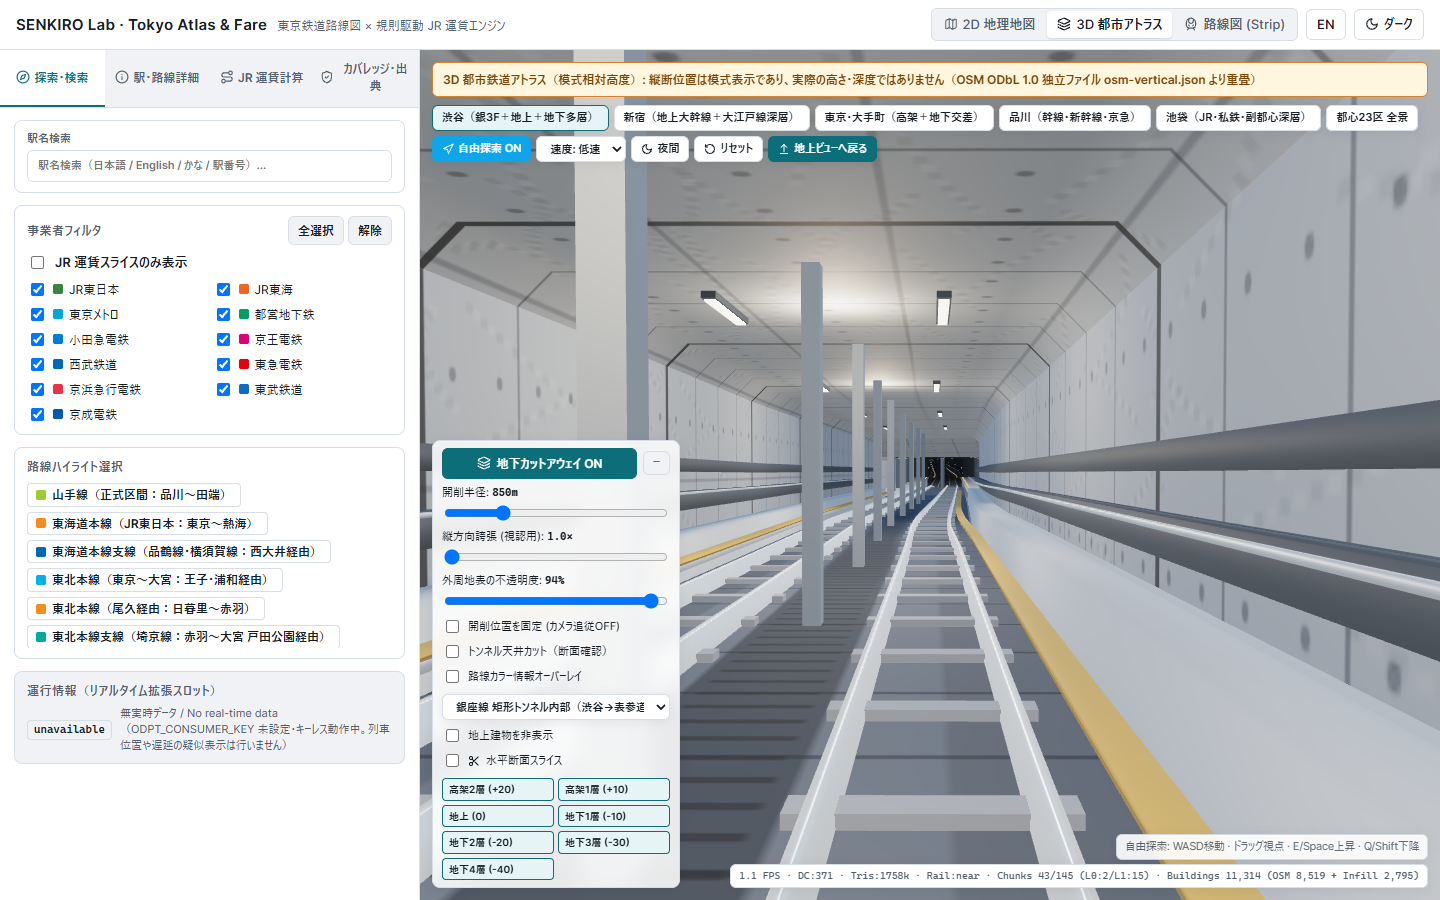 SENKIRO Lab · Tokyo Atlas & Fare
東京鉄道路線図 × 規則駆動 JR 運賃エンジン
2D 地理地図
3D 都市アトラス
路線図 (Strip)
EN
ダーク
探索・検索
駅・路線詳細
JR 運賃計算
カバレッジ・出
典
駅名検索
駅名検索（日本語 / English / かな / 駅番号）...
事業者フィルタ
全選択
解除
JR 運賃スライスのみ表示
JR東日本
JR東海
東京メトロ
都営地下鉄
小田急電鉄
京王電鉄
西武鉄道
東急電鉄
京浜急行電鉄
東武鉄道
京成電鉄
路線ハイライト選択
山手線（正式区間：品川～田端）
東海道本線（JR東日本：東京～熱海）
東海道本線支線（品鶴線・横須賀線：西大井経由）
東北本線（東京～大宮：王子・浦和経由）
東北本線（尾久経由：日暮里～赤羽）
東北本線支線（埼京線：赤羽～大宮 戸田公園経由）
運行情報（リアルタイム拡張スロット）
unavailable
無実時データ / No real-time data
（ODPT_CONSUMER_KEY 未設定・キーレス動作中。列車
位置や遅延の疑似表示は行いません）
3D 都市鉄道アトラス（模式相対高度）: 縦断位置は模式表示であり、実際の高さ・深度ではありません（OSM ODbL 1.0 独立ファイル osm-vertical.json より重畳）
渋谷（銀3F＋地上＋地下多層）
新宿（地上大幹線＋大江戸線深層）
東京・大手町（高架＋地下交差）
品川（幹線・新幹線・京急）
池袋（JR・私鉄・副都心深層）
都心23区 全景
自由探索 ON
速度: 低速
夜間
リセット
地上ビューへ戻る
地下カットアウェイ ON
−
開削半径: 850m
縦方向誇張 (視認用): 1.0×
外周地表の不透明度: 94%
開削位置を固定 (カメラ追従OFF)
トンネル天井カット（断面確認）
路線カラー情報オーバーレイ
銀座線 矩形トンネル内部（渋谷→表参道
地上建物を非表示
水平断面スライス
高架2層 (+20)
高架1層 (+10)
地上 (0)
地下1層 (-10)
地下2層 (-20)
地下3層 (-30)
地下4層 (-40)
自由探索: WASD移動 · ドラッグ視点 · E/Space上昇 · Q/Shift下降
1.1 FPS · DC:371 · Tris:1758k · Rail:near · Chunks 43/145 (L0:2/L1:15) · Buildings 11,314 (OSM 8,519 + Infill 2,795)